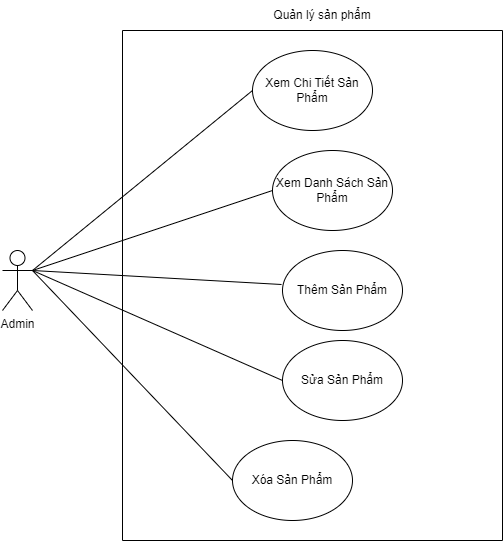 Quản lý sản phẩm
Xem Chi Tiết Sản
Phẩm
Xem Danh Sách Sản
Phẩm
Thêm Sản Phẩm
Admin
Sửa Sản Phẩm
Xóa Sản Phẩm